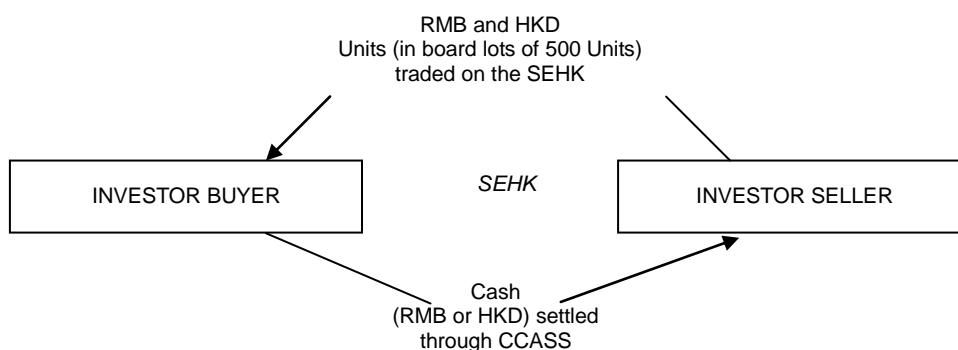 RMB and HKD
Units (in board lots of 500 Units)
traded on the SEHK
INVESTOR BUYER
SEHK
INVESTOR SELLER
Cash
(RMB or HKD) settled
through CCASS